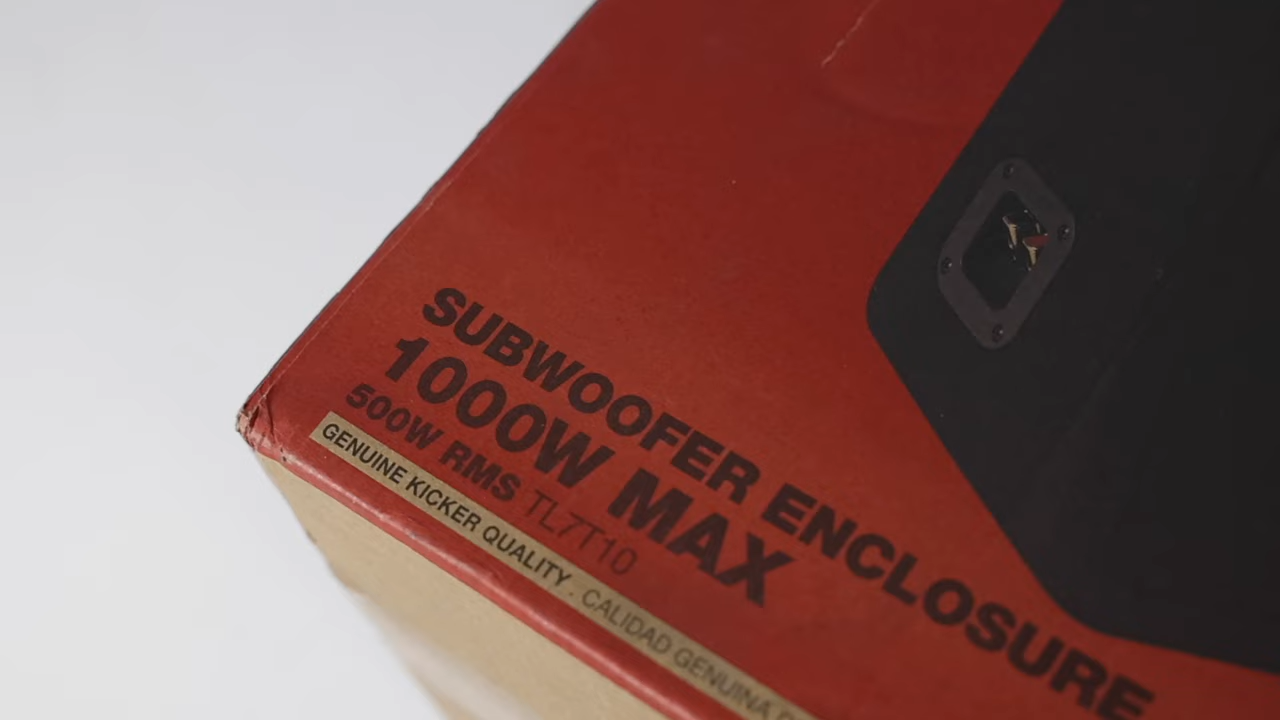 SUBWOOFER ENCLOSURE
1000W MAX
500W RMS TL7T10
GENUINE KICKER QUALITY . CALIDAD GENUINA